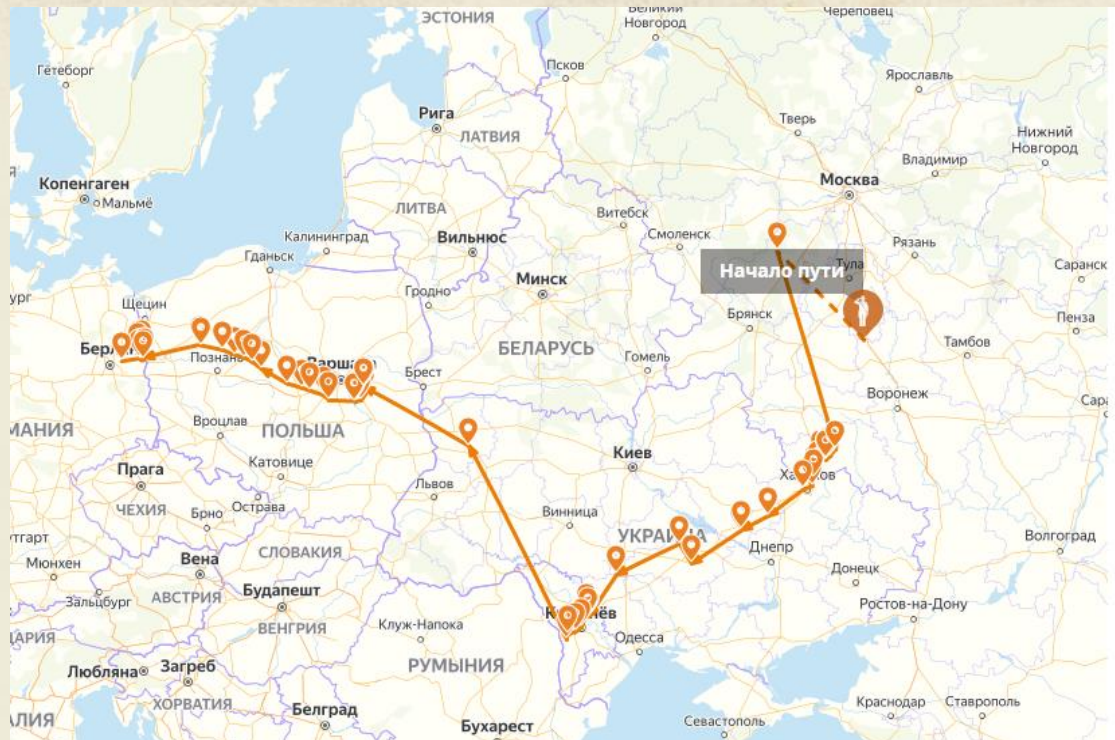 ЭСТОНИЯ
Великий
Новгород
Череповец
Гётеборг
Псков
Ярославль
Рига
Тверь
ЛАТВИЯ
Нижний
Новгород
Владимир
Москва
Копенгаген
Мальмё
ЛИТВА
Витебск
Калининград
Вильнюс
Смоленск
Рязань
Гданьск
Тула
Саранск
Начало пути
Минск
Гродно
Щецин
Брянск
Пенза
Тамбов
БЕЛАРУСЬ
Гомель
Познань
Брест
Воронеж
Вроцлав
ПОЛЬША
МАНИЯ
Киев
Катовице
Прага
Львов
ЧЕХИЯ
Острава
Брно
Винница
УКРАИНА
Волгоград
утгарт
СЛОВАКИЯ
Днепр
Мюнхен
Вена
Донецк
Зальцбург
АВСТРИЯ
Будапешт
Ростов-на-Дону
ВЕНГРИЯ
Клуж-Напока
Одесса
РУМЫНИЯ
Любляна
Загреб
ХОРВАТИЯ
Белград
Краснодар
Ставрополь
АЛИЯ
Бухарест
Севастополь